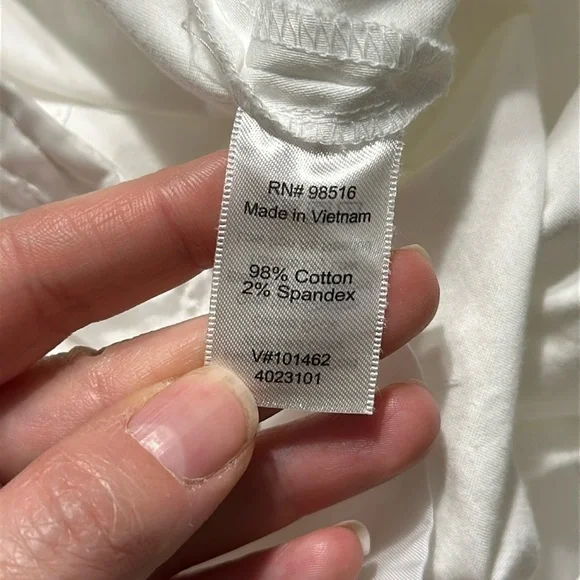 RN# 98516
Made in Vietnam
98% Cotton
2% Spandex
V#101462
4023101